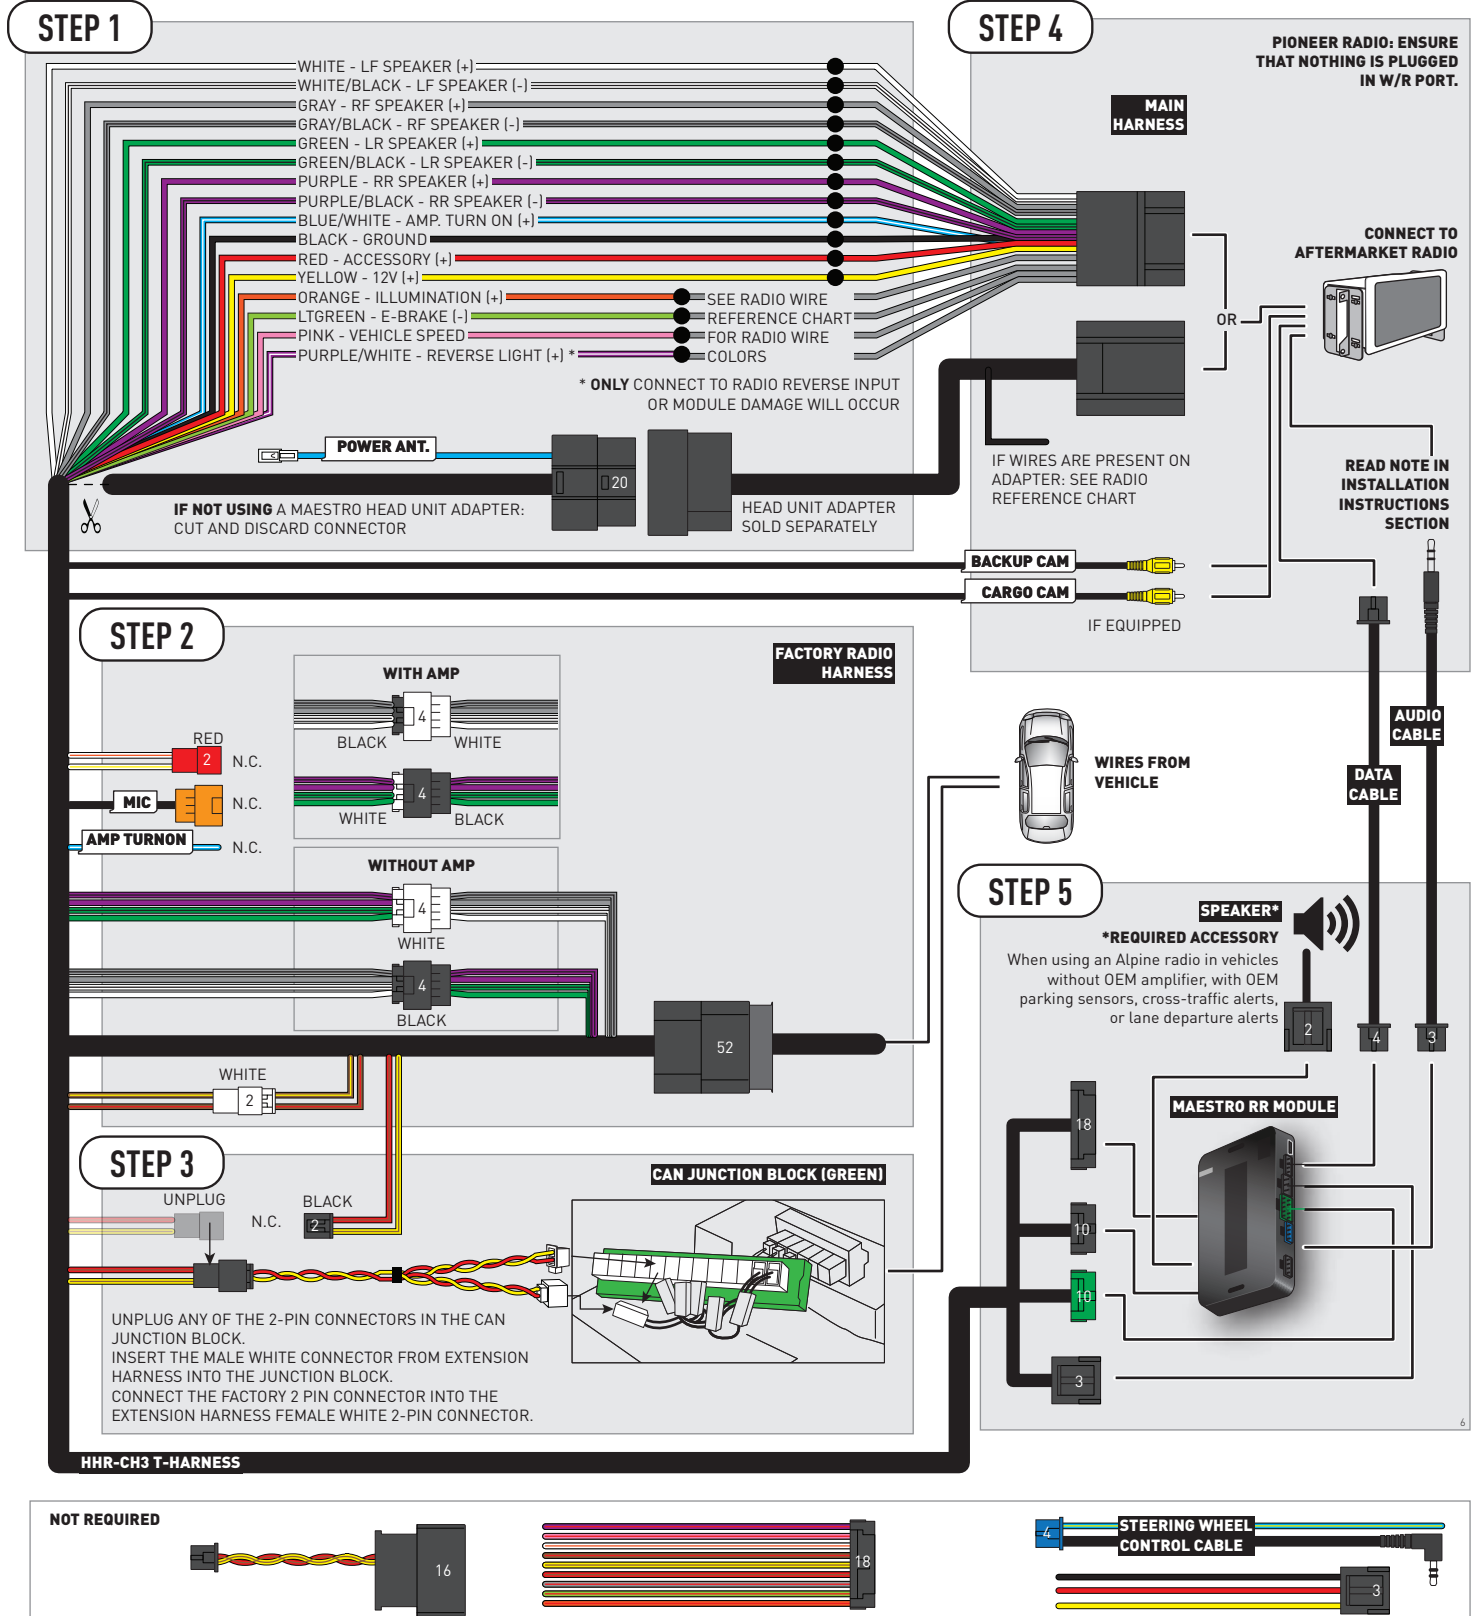 STEP 1
WHITE - LF SPEAKER (+)
WHITE/BLACK - LF SPEAKER (-)
GRAY - RF SPEAKER (+)
GRAY/BLACK - RF SPEAKER (-)
GREEN - LR SPEAKER (+)
GREEN/BLACK - LR SPEAKER (-)
PURPLE - RR SPEAKER (+)
PURPLE/BLACK - RR SPEAKER (-)
BLUE/WHITE - AMP. TURN ON (+)
BLACK - GROUND
RED - ACCESSORY (+)
YELLOW - 12V (+)
ORANGE - ILLUMINATION (+)
LTGREEN - E-BRAKE (-)
PINK - VEHICLE SPEED
PURPLE/WHITE - REVERSE LIGHT (+) *
SEE RADIO WIRE
REFERENCE CHART
FOR RADIO WIRE
COLORS
* ONLY CONNECT TO RADIO REVERSE INPUT
OR MODULE DAMAGE WILL OCCUR
POWER ANT.
20
IF NOT USING A MAESTRO HEAD UNIT ADAPTER:
CUT AND DISCARD CONNECTOR
HEAD UNIT ADAPTER
SOLD SEPARATELY
STEP 4
PIONEER RADIO: ENSURE
THAT NOTHING IS PLUGGED
IN W/R PORT.
MAIN
HARNESS
CONNECT TO
AFTERMARKET RADIO
OR
IF WIRES ARE PRESENT ON
ADAPTER: SEE RADIO
REFERENCE CHART
READ NOTE IN
INSTALLATION
INSTRUCTIONS
SECTION
BACKUP CAM
CARGO CAM
IF EQUIPPED
STEP 2
FACTORY RADIO
HARNESS
WITH AMP
4
BLACK
WHITE
4
WHITE
BLACK
RED
2
N.C.
MIC
N.C.
AMP TURNON
N.C.
WITHOUT AMP
4
WHITE
4
BLACK
52
WHITE
2
WIRES FROM
VEHICLE
AUDIO
CABLE
DATA
CABLE
STEP 3
CAN JUNCTION BLOCK (GREEN)
UNPLUG
N.C.
BLACK
2
UNPLUG ANY OF THE 2-PIN CONNECTORS IN THE CAN
JUNCTION BLOCK.
INSERT THE MALE WHITE CONNECTOR FROM EXTENSION
HARNESS INTO THE JUNCTION BLOCK.
CONNECT THE FACTORY 2 PIN CONNECTOR INTO THE
EXTENSION HARNESS FEMALE WHITE 2-PIN CONNECTOR.
STEP 5
SPEAKER*
*REQUIRED ACCESSORY
When using an Alpine radio in vehicles
without OEM amplifier, with OEM
parking sensors, cross-traffic alerts,
or lane departure alerts
2
4
3
MAESTRO RR MODULE
18
10
10
3
6
HHR-CH3 T-HARNESS
NOT REQUIRED
16
18
4
STEERING WHEEL
CONTROL CABLE
3